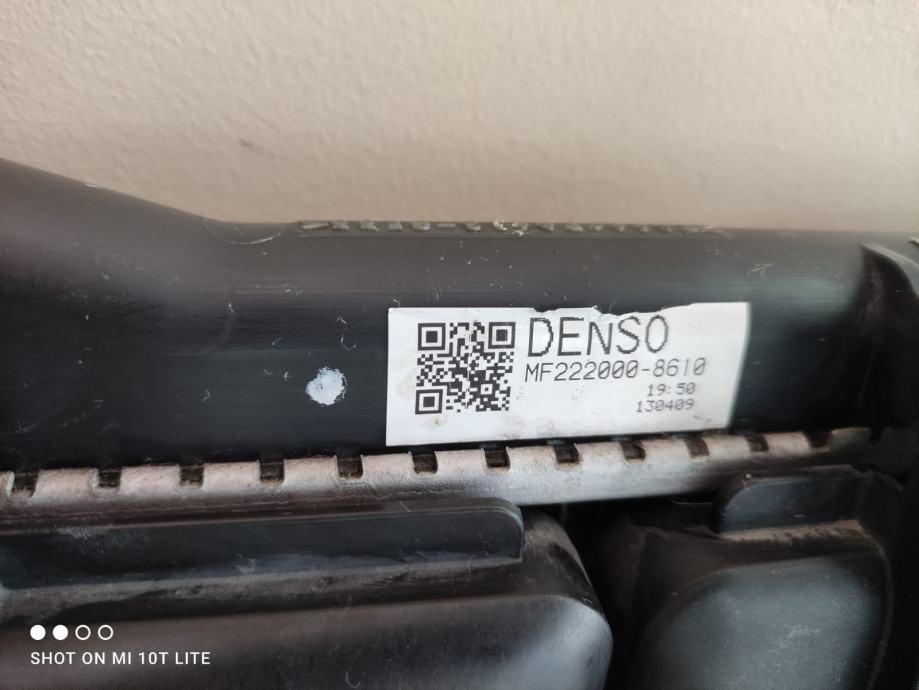 DENSO
MF222000-8610
19:50
130409
SHOT ON MI 10T LITE